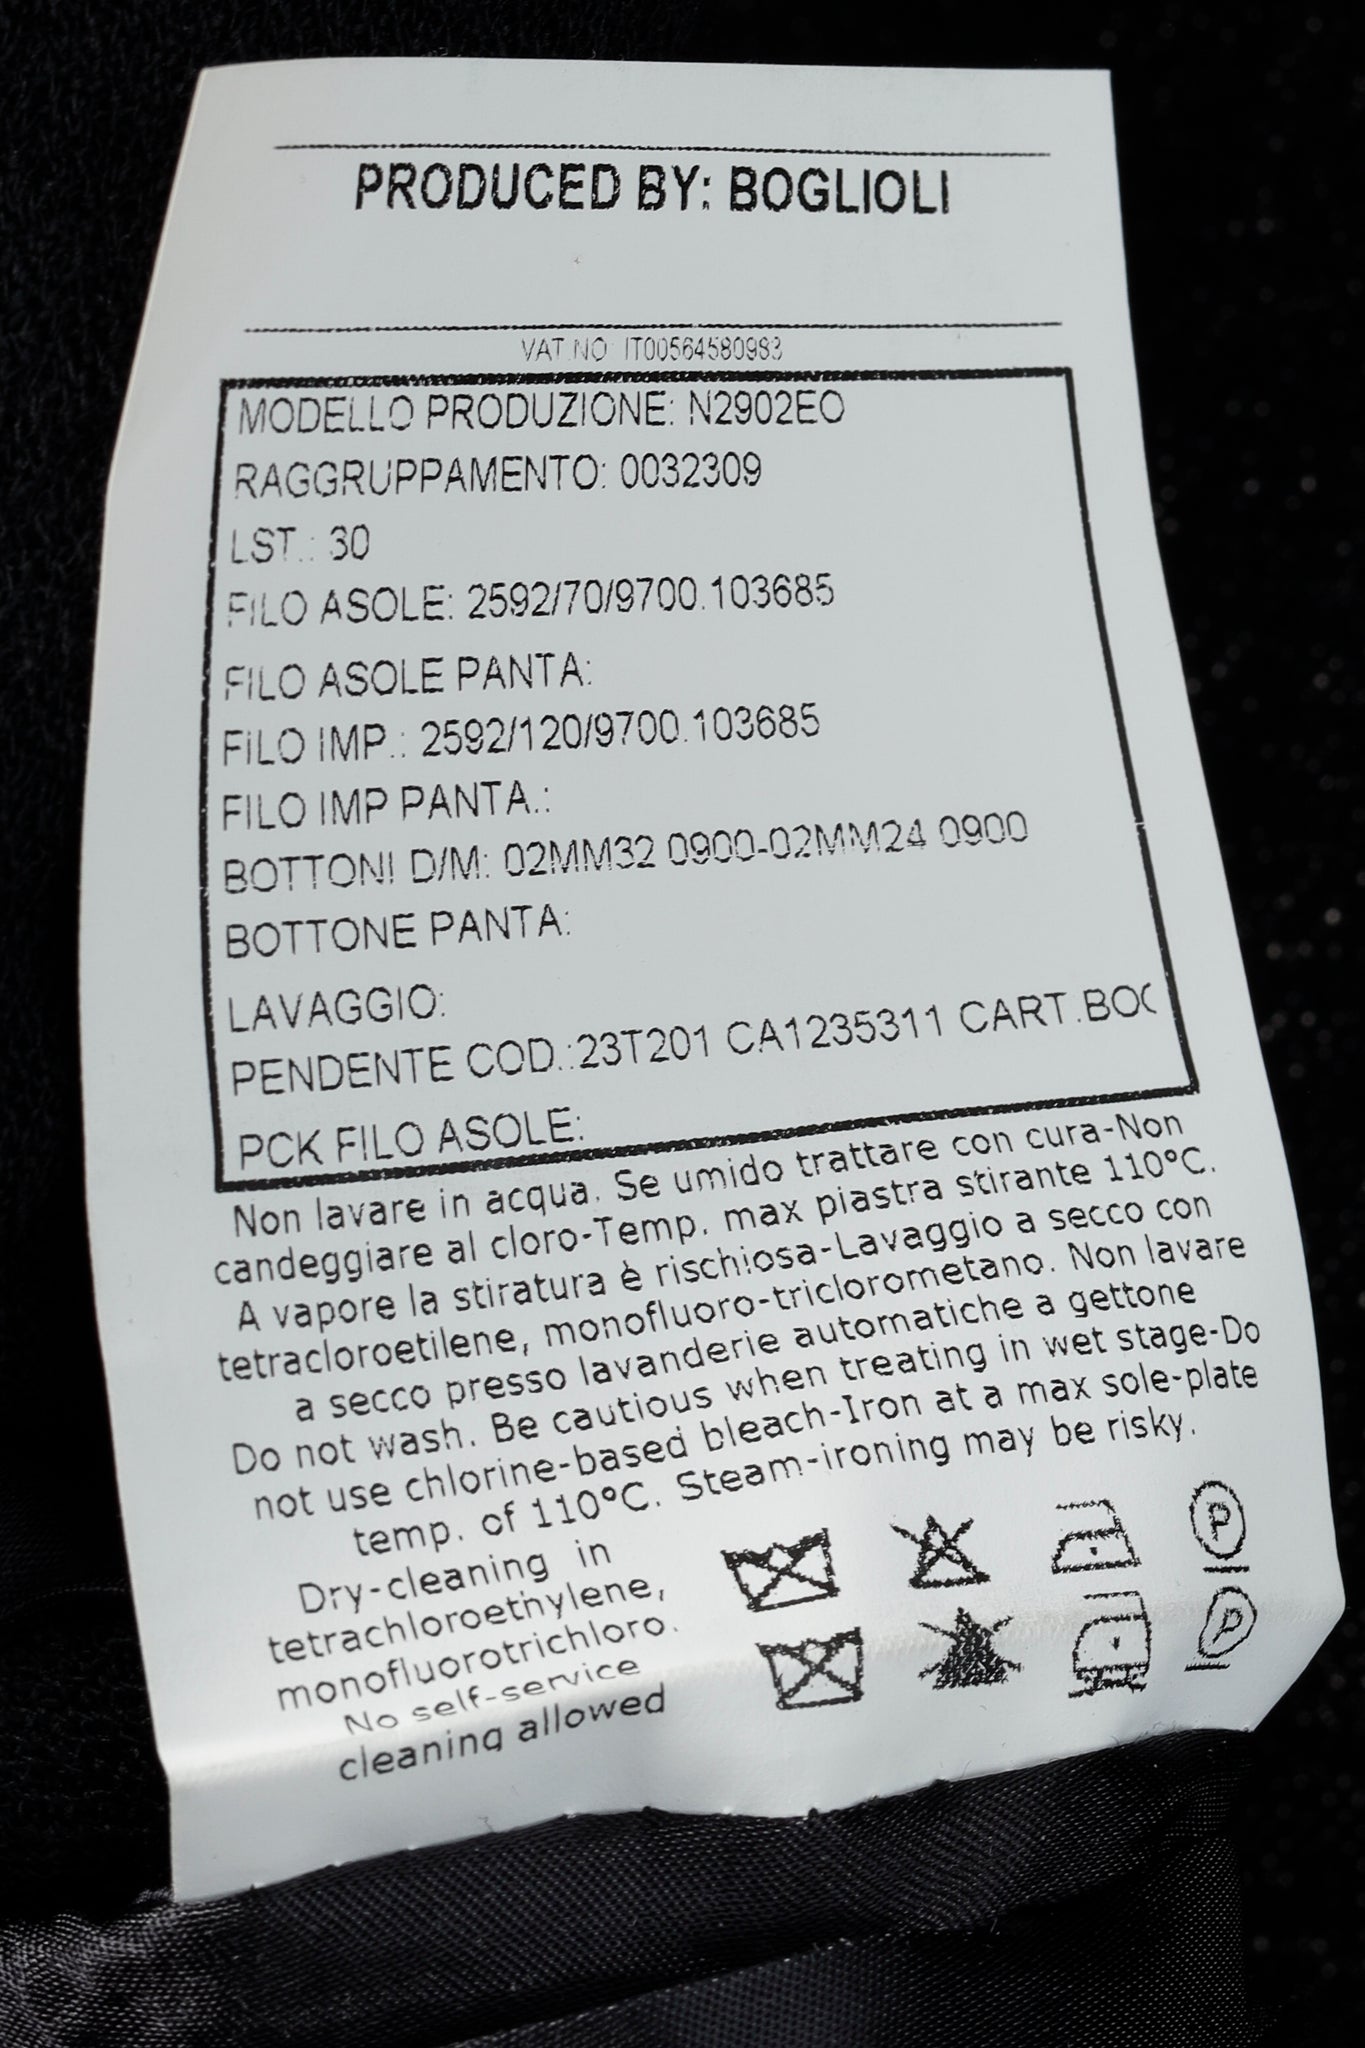 PRODUCED BY: BOGLIOLI
VAT.NO: IT00564580983
MODELLO PRODUZIONE: N2902EO
RAGGRUPPAMENTO: 0032309
LST.: 30
FILO ASOLE: 2592/70/9700.103685
FILO ASOLE PANTA:
FILO IMP.: 2592/120/9700.103685
FILO IMP PANTA.:
BOTTONI D/M: 02MM32 0900-02MM24 0900
BOTTONE PANTA:
LAVAGGIO:
PENDENTE COD.:23T201 CA1235311 CART.BOG
PCK FILO ASOLE:
Non lavare in acqua. Se umido trattare con cura-Non
candeggiare al cloro-Temp. max piastra stirante 110°C.
A vapore la stiratura è rischiosa-Lavaggio a secco con
tetracloroetilene, monofluoro-triclorometano. Non lavare
a secco presso lavanderie automatiche a gettone
Do not wash. Be cautious when treating in wet stage-Do
not use chlorine-based bleach-Iron at a max sole-plate
temp. of 110°C. Steam-ironing may be risky.
Dry-cleaning in
tetrachloroethylene,
monofluorotrichloro.
No self-service
cleaning allowed
P
P